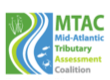 MTAC
Mid-Atlantic
Tributary
Assessment
Coalition